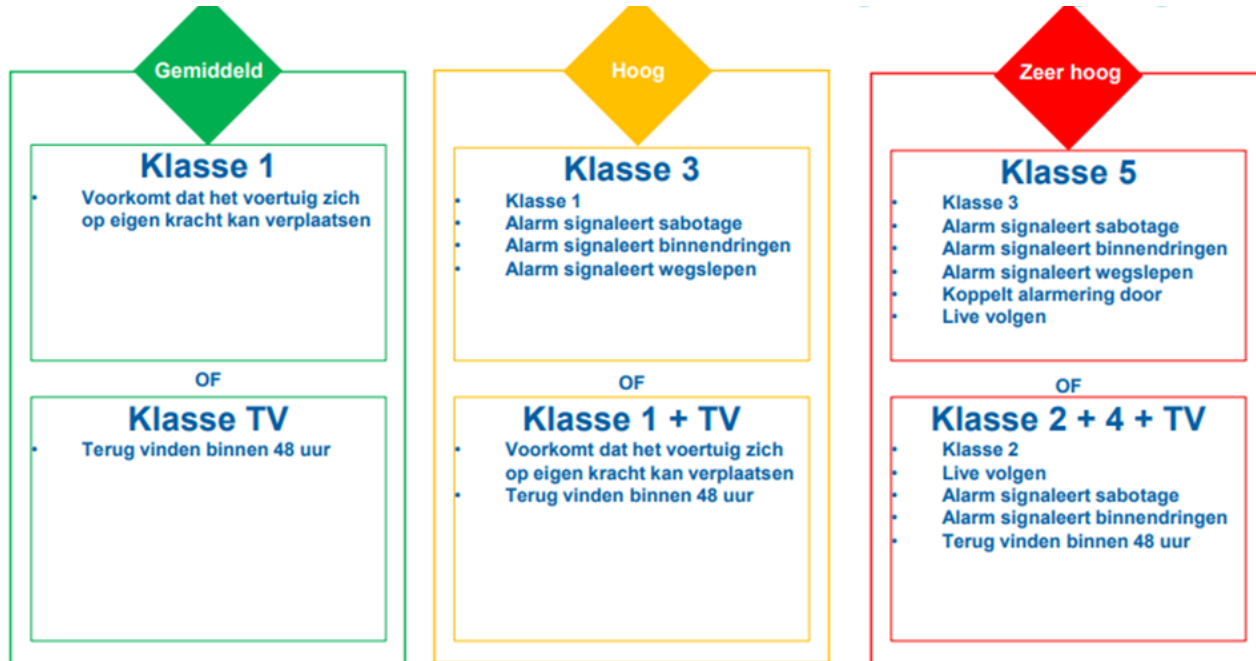 Gemiddeld
Klasse 1
• Voorkomt dat het voertuig zich
op eigen kracht kan verplaatsen
OF
Klasse TV
• Terug vinden binnen 48 uur
Hoog
Klasse 3
• Klasse 1
• Alarm signaleert sabotage
• Alarm signaleert binnendringen
• Alarm signaleert wegslepen
OF
Klasse 1 + TV
• Voorkomt dat het voertuig zich
op eigen kracht kan verplaatsen
• Terug vinden binnen 48 uur
Zeer hoog
Klasse 5
• Klasse 3
• Alarm signaleert sabotage
• Alarm signaleert binnendringen
• Alarm signaleert wegslepen
• Koppelt alarmering door
• Live volgen
OF
Klasse 2 + 4 + TV
• Klasse 2
• Live volgen
• Alarm signaleert sabotage
• Alarm signaleert binnendringen
• Terug vinden binnen 48 uur